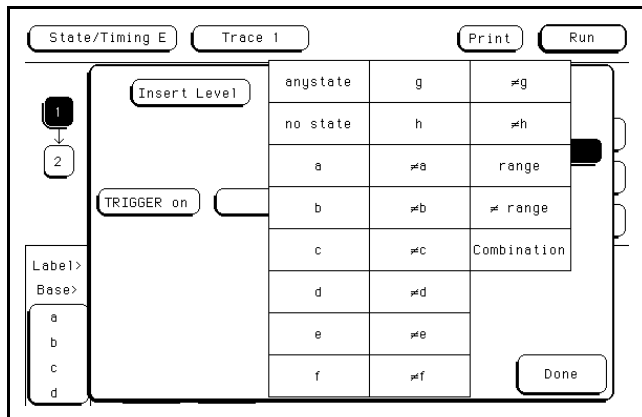 State/Timing E Trace 1 Print Run
Insert Level anystate g ≠g
1 no state h ≠h
2 a ≠a range
TRIGGER on b ≠b ≠ range
Label> c ≠c Combination
Base> d ≠d
a e ≠e
b
c f ≠f Done
d